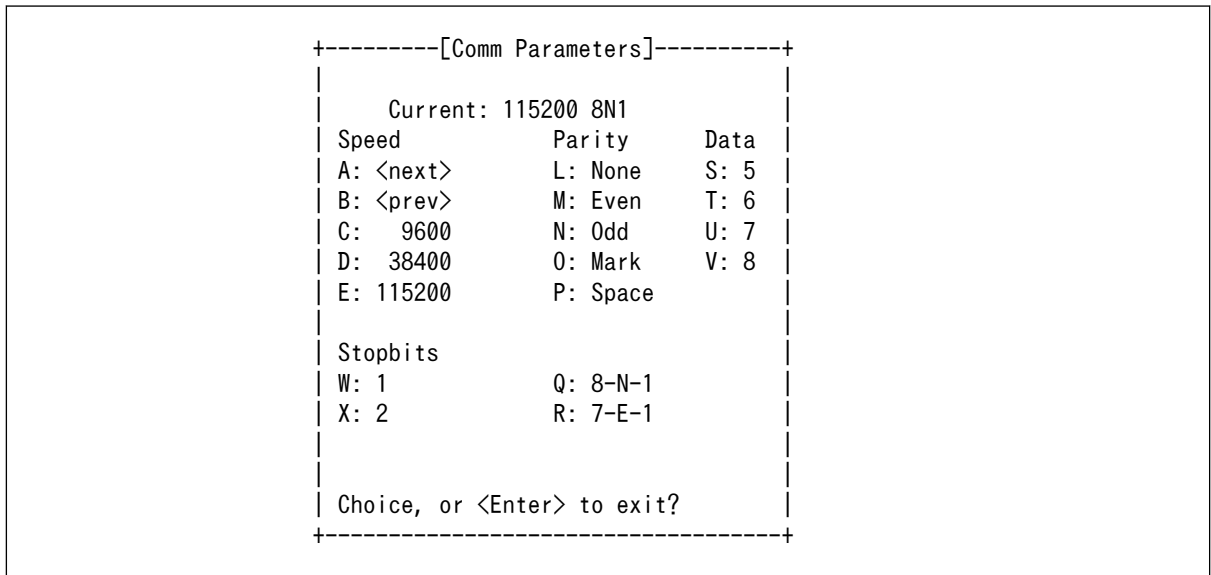 +---------[Comm Parameters]----------+
|                                    |
|     Current: 115200 8N1            |
| Speed            Parity      Data  |
| A: <next>        L: None     S: 5  |
| B: <prev>        M: Even     T: 6  |
| C:   9600        N: Odd      U: 7  |
| D:  38400        O: Mark     V: 8  |
| E: 115200        P: Space          |
|                                    |
| Stopbits                           |
| W: 1             Q: 8-N-1          |
| X: 2             R: 7-E-1          |
|                                    |
|                                    |
| Choice, or <Enter> to exit?        |
+------------------------------------+